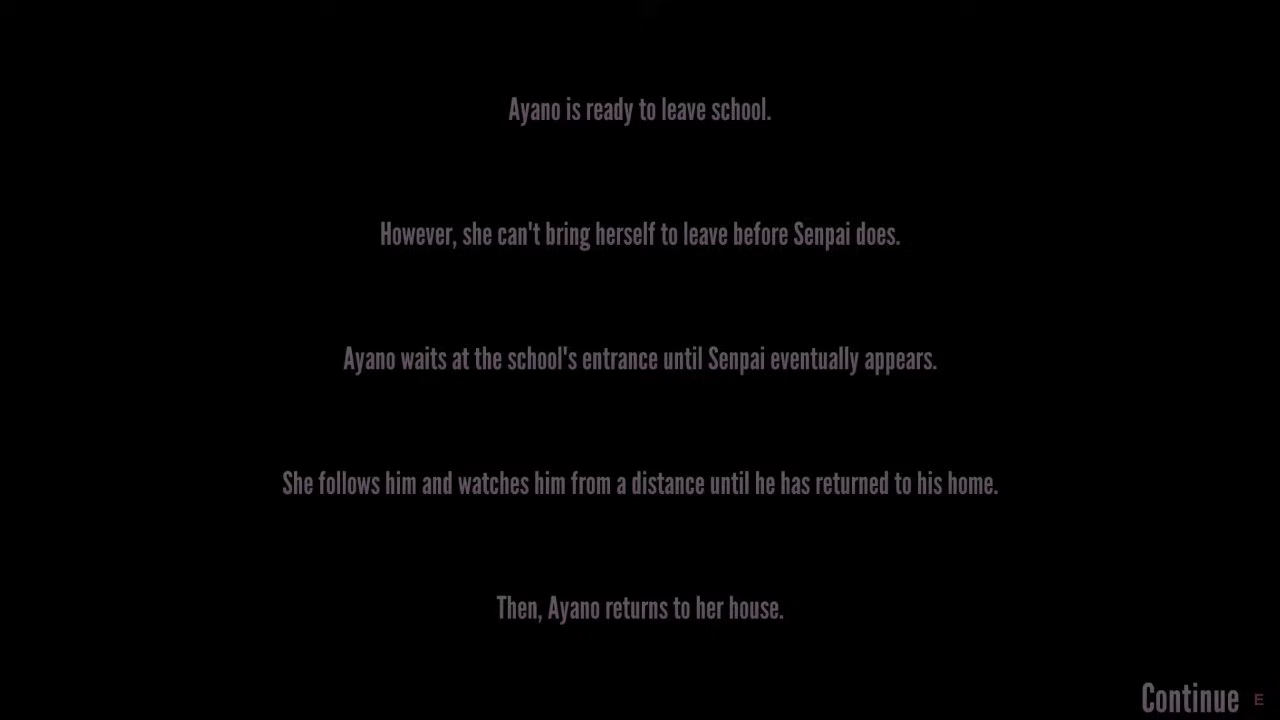 Ayano is ready to leave school.
However, she can't bring herself to leave before Senpai does.
Ayano waits at the school's entrance until Senpai eventually appears.
She follows him and watches him from a distance until he has returned to his home.
Then, Ayano returns to her house.
Continue E